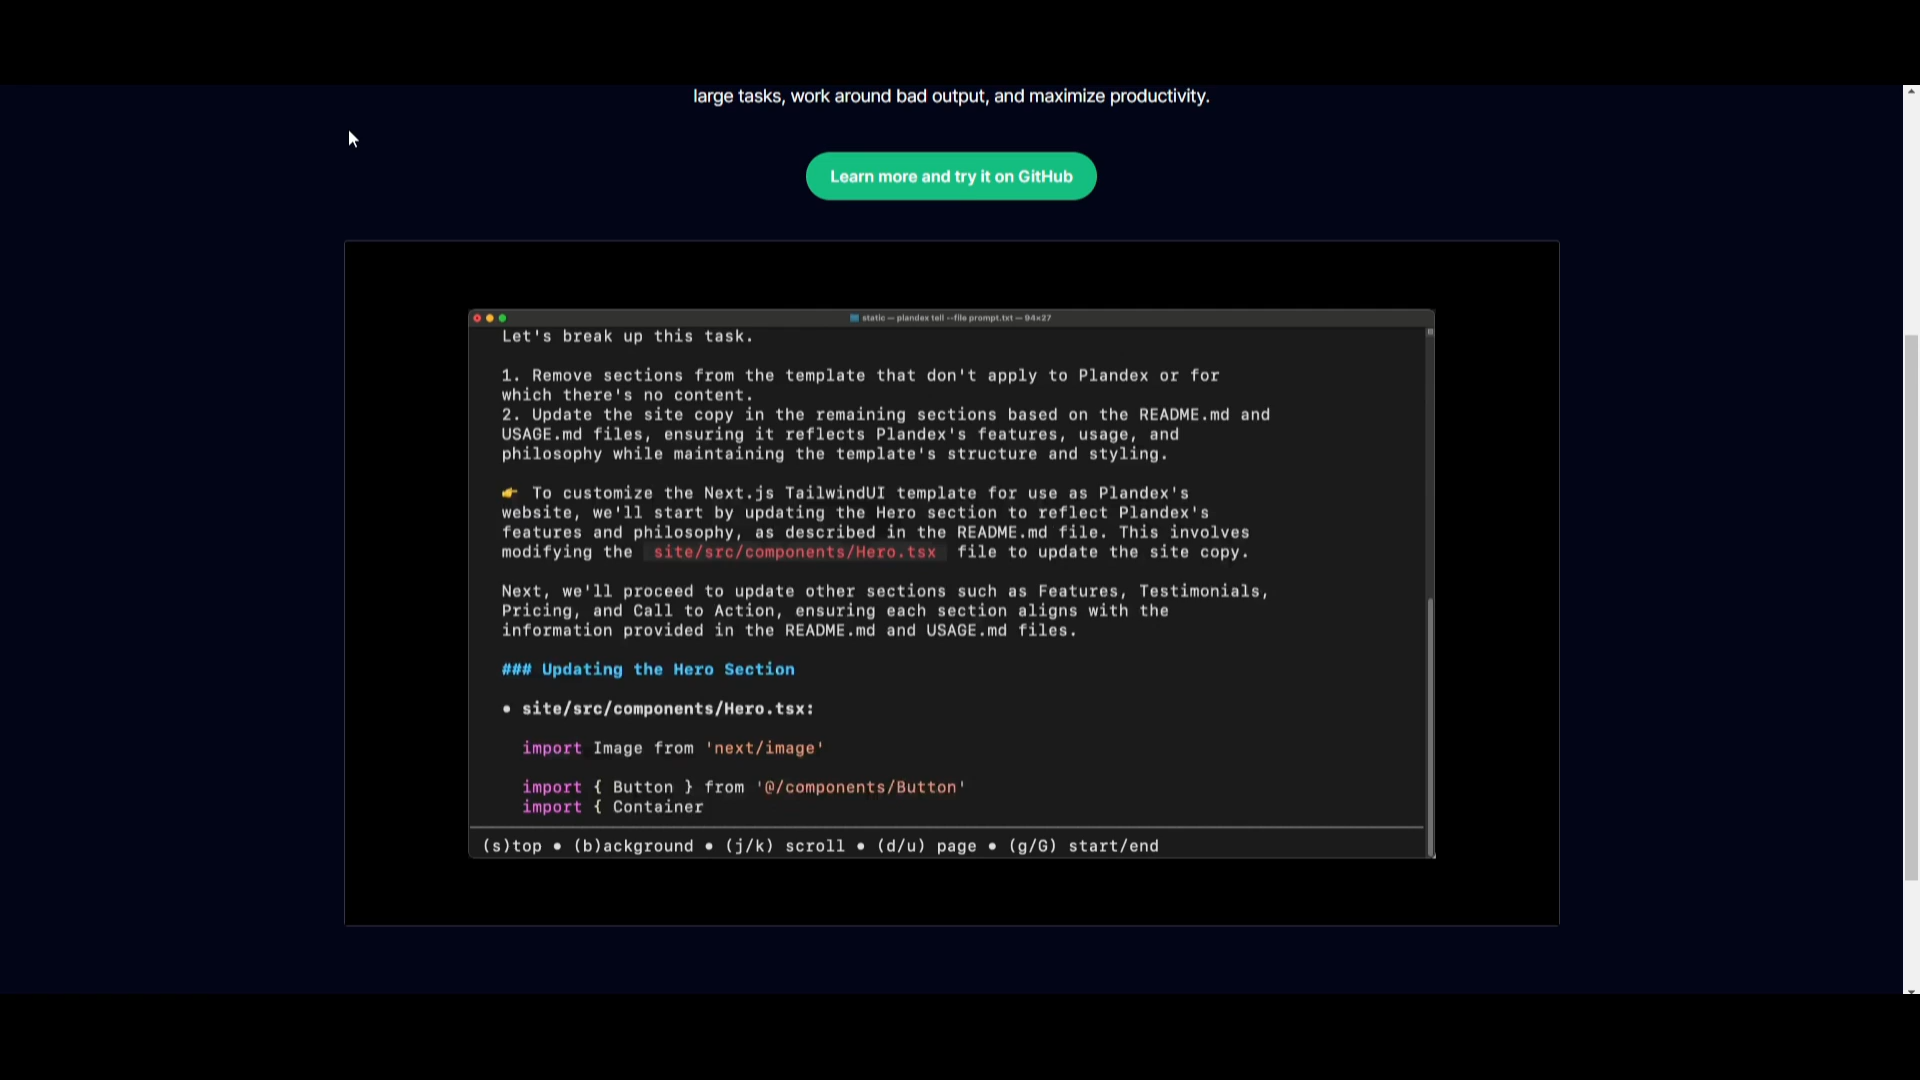 large tasks, work around bad output, and maximize productivity.
Learn more and try it on GitHub
static — plandex tell --file prompt.txt — 94×27
Let's break up this task.
1. Remove sections from the template that don't apply to Plandex or for
which there's no content.
2. Update the site copy in the remaining sections based on the README.md and
USAGE.md files, ensuring it reflects Plandex's features, usage, and
philosophy while maintaining the template's structure and styling.
👉 To customize the Next.js TailwindUI template for use as Plandex's
website, we'll start by updating the Hero section to reflect Plandex's
features and philosophy, as described in the README.md file. This involves
modifying the site/src/components/Hero.tsx file to update the site copy.
Next, we'll proceed to update other sections such as Features, Testimonials,
Pricing, and Call to Action, ensuring each section aligns with the
information provided in the README.md and USAGE.md files.
### Updating the Hero Section
• site/src/components/Hero.tsx:
import Image from 'next/image'
import { Button } from '@/components/Button'
import { Container
(s)top • (b)ackground • (j/k) scroll • (d/u) page • (g/G) start/end